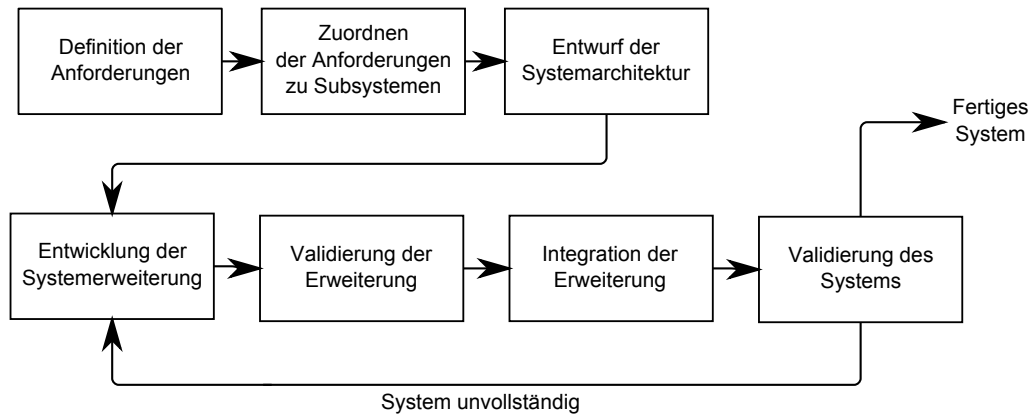 Definition der
Anforderungen
Zuordnen
der Anforderungen
zu Subsystemen
Entwurf der
Systemarchitektur
Fertiges
System
Entwicklung der
Systemerweiterung
Validierung der
Erweiterung
Integration der
Erweiterung
Validierung des
Systems
System unvollständig